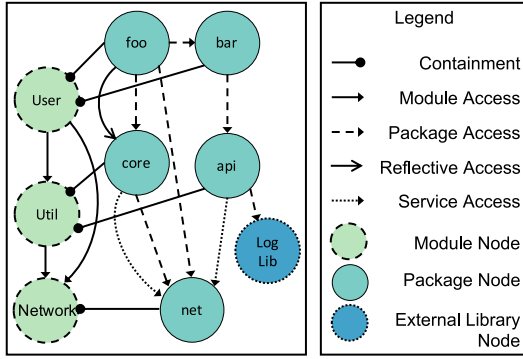 foo
bar
User
core
api
Util
Log
Lib
Network
net
Legend
Containment
Module Access
Package Access
Reflective Access
Service Access
Module Node
Package Node
External Library
Node